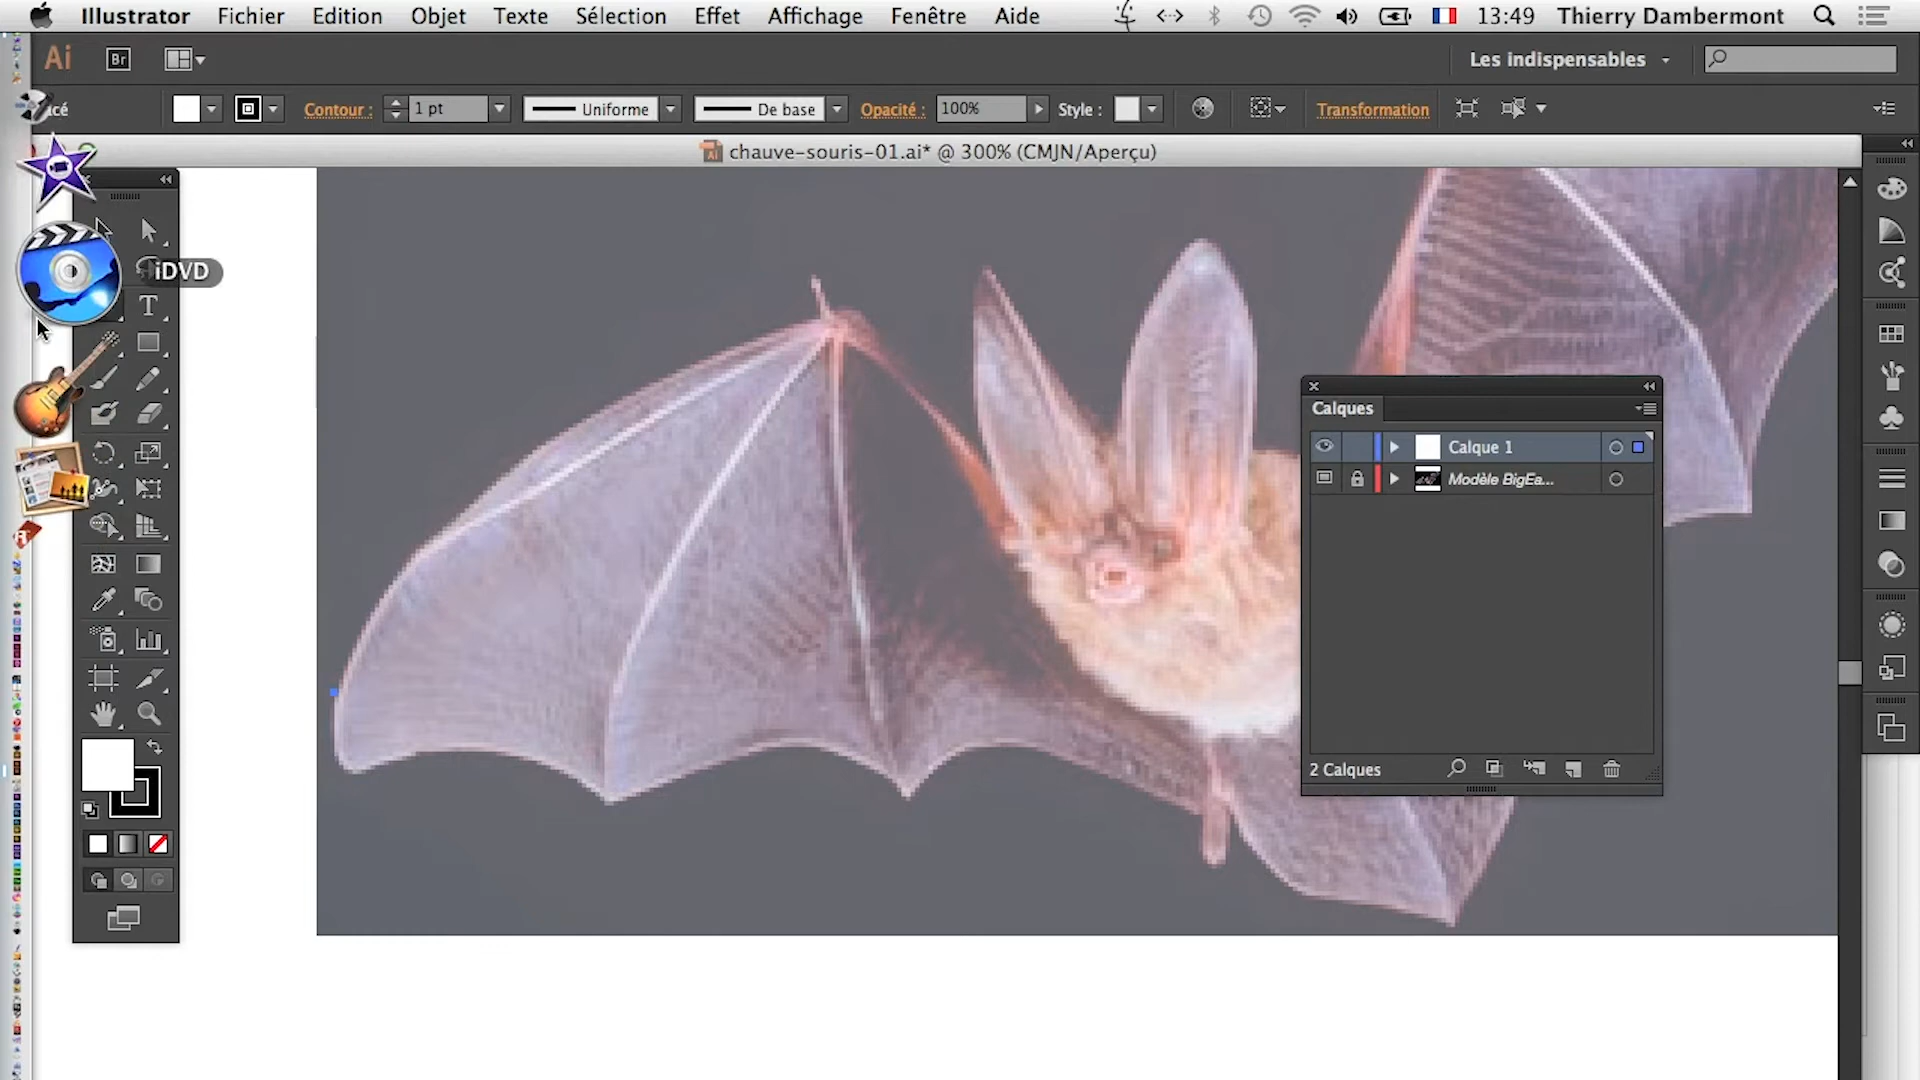 Illustrator Fichier Edition Objet Texte Sélection Effet Affichage Fenêtre Aide 13:49 Thierry Dambermont
Ai Br Les indispensables
acé Contour : 1 pt Uniforme De base Opacité : 100% Style : Transformation
Ai chauve-souris-01.ai* @ 300% (CMJN/Aperçu)
iDVD
T
Calques
Calque 1
Modèle BigEa...
2 Calques